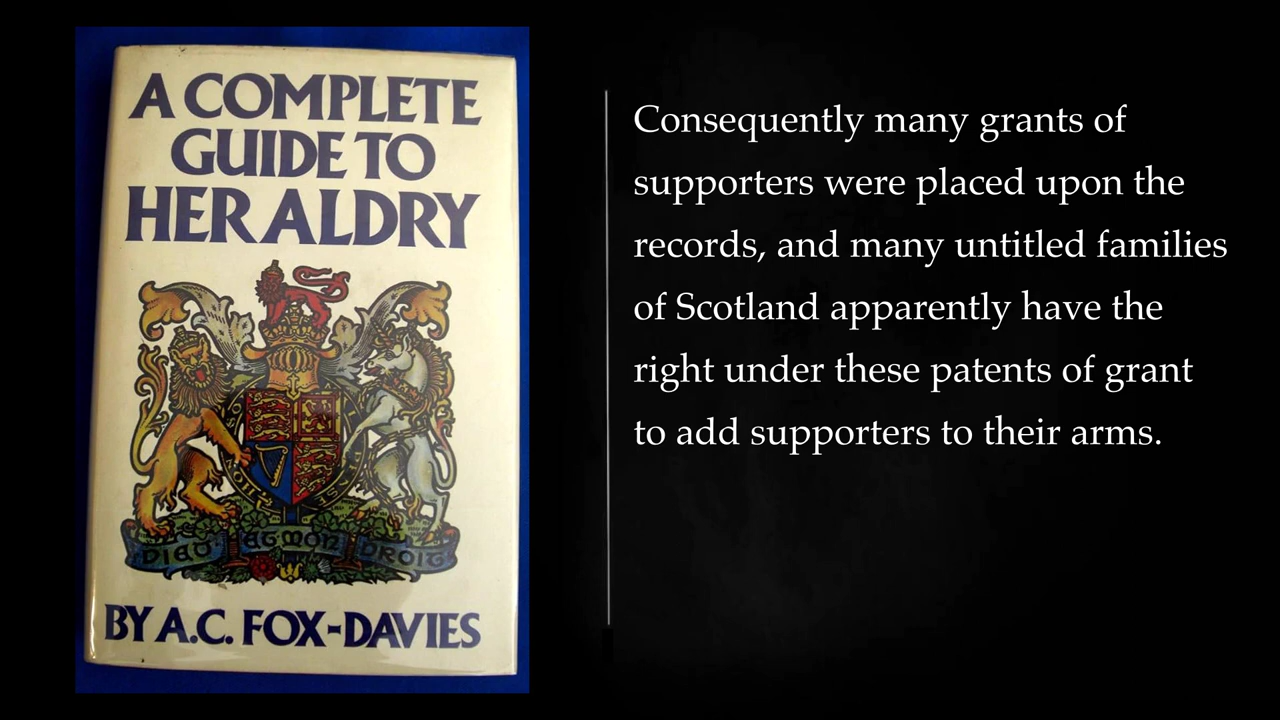 A COMPLETE
GUIDE TO
HERALDRY
DIEU ET MON DROIT
BY A.C. FOX-DAVIES
Consequently many grants of
supporters were placed upon the
records, and many untitled families
of Scotland apparently have the
right under these patents of grant
to add supporters to their arms.